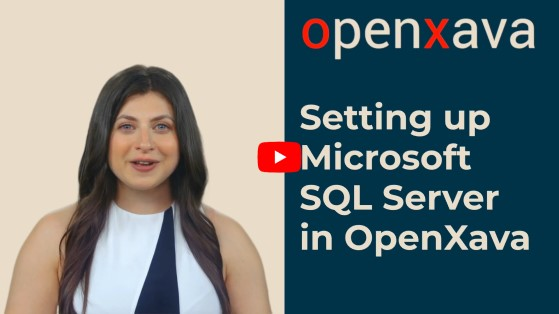 openxava
Setting up
Microsoft
SQL Server
in OpenXava